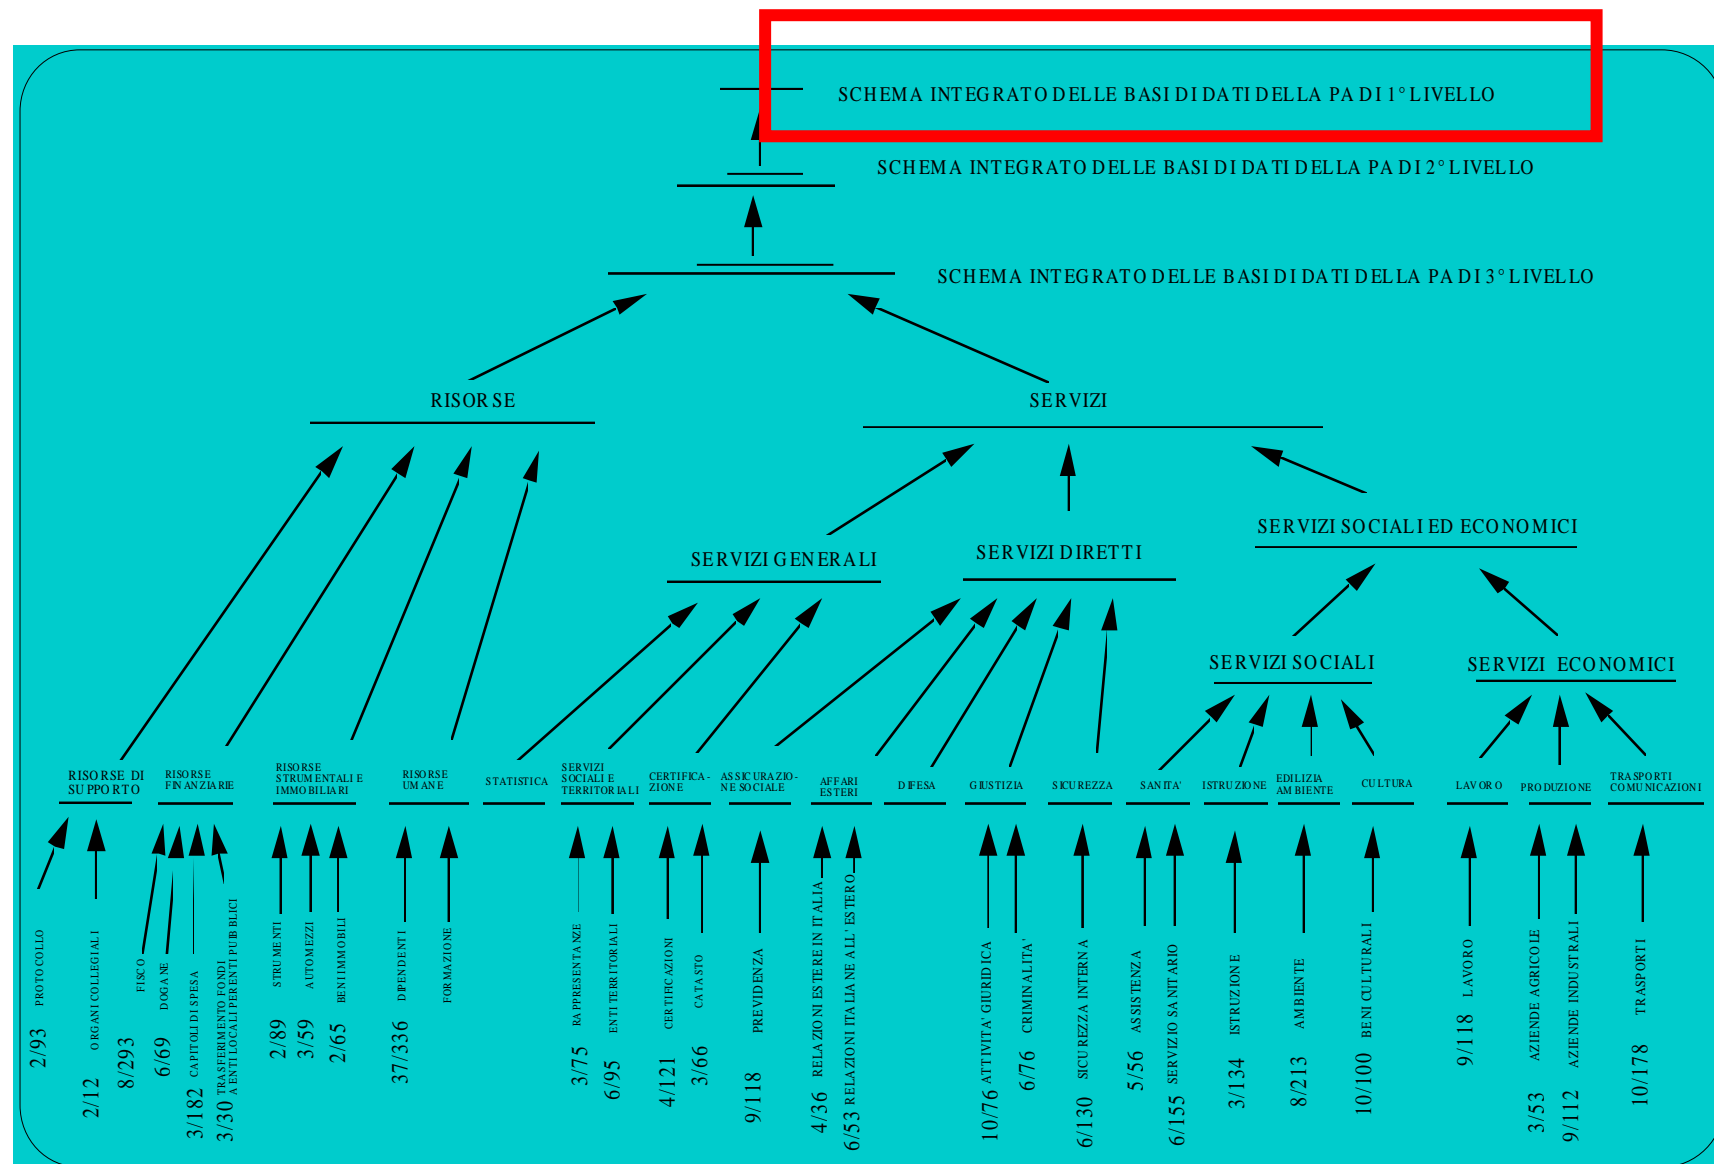 SCHEMA INTEGRATO DELLE BASI DI DATI DELLA PA DI 1° LIVELLO
SCHEMA INTEGRATO DELLE BASI DI DATI DELLA PA DI 2° LIVELLO
SCHEMA INTEGRATO DELLE BASI DI DATI DELLA PA DI 3° LIVELLO
RISORSE
SERVIZI
SERVIZI SOCIALI ED ECONOMICI
SERVIZI GENERALI
SERVIZI DIRETTI
SERVIZI SOCIALI
SERVIZI ECONOMICI
RISORSE DI
SUPPORTO
RISORSE
FINANZIARIE
RISORSE
STRUMENTALI E
IMMOBILIARI
RISORSE
UMANE
STATISTICA
SERVIZI
SOCIALI E
TERRITORIALI
CERTIFICA-
ZIONE
ASSICURAZIO-
NE SOCIALE
AFFARI
ESTERI
DIFESA
GIUSTIZIA
SICUREZZA
SANITA'
ISTRUZIONE
EDILIZIA
AMBIENTE
CULTURA
LAVORO
PRODUZIONE
TRASPORTI
COMUNICAZIONI
2/93 PROTOCOLLO
2/12 ORGANI COLLEGIALI
8/293 FISCO
6/69 DOGANE
3/182 CAPITOLI DI SPESA
3/30 TRASFERIMENTO FONDI
A ENTI LOCALI PER ENTI PUBBLICI
2/89 STRUMENTI
3/59 AUTOMEZZI
2/65 BENI IMMOBILI
37/336 DIPENDENTI
FORMAZIONE
3/75 RAPPRESENTANZE
6/95 ENTI TERRITORIALI
4/121 CERTIFICAZIONI
3/66 CATASTO
9/118 PREVIDENZA
4/36 RELAZIONI ESTERE IN ITALIA
6/53 RELAZIONI ITALIANE ALL'ESTERO
10/76 ATTIVITA' GIURIDICA
6/76 CRIMINALITA'
6/130 SICUREZZA INTERNA
5/56 ASSISTENZA
6/155 SERVIZIO SANITARIO
3/134 ISTRUZIONE
8/213 AMBIENTE
10/100 BENI CULTURALI
9/118 LAVORO
3/53 AZIENDE AGRICOLE
9/112 AZIENDE INDUSTRALI
10/178 TRASPORTI